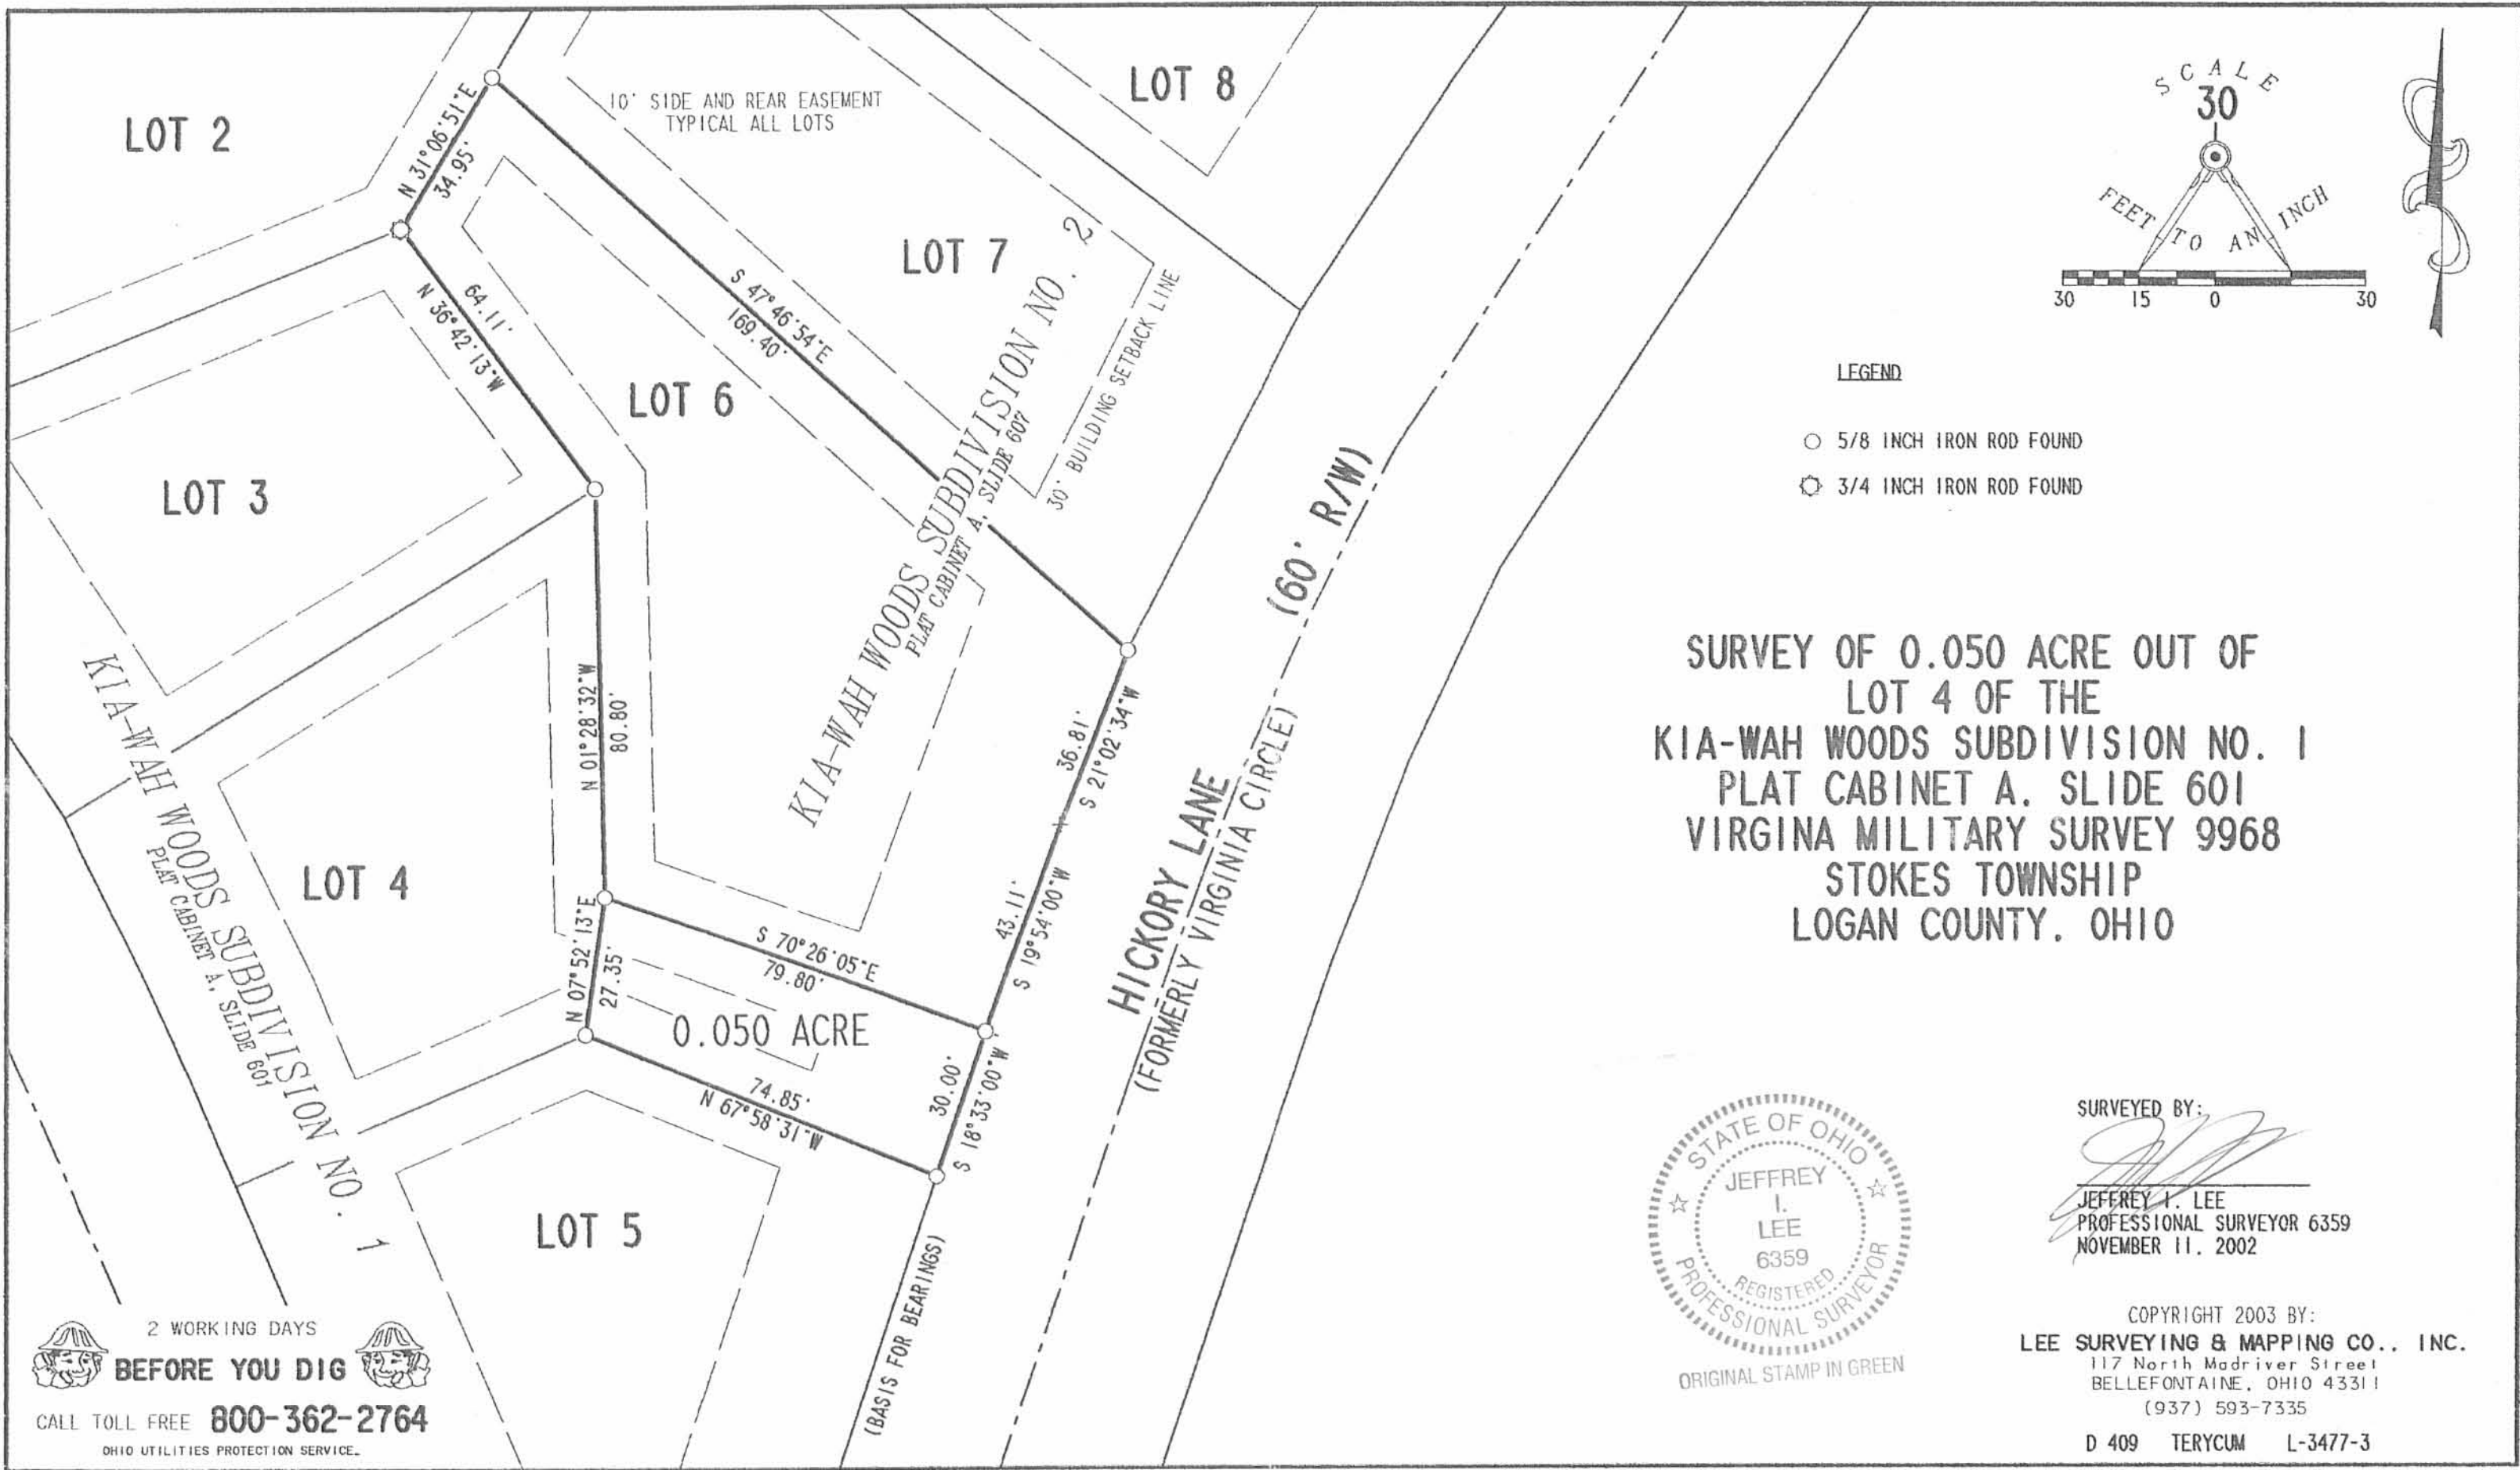 LOT 2
N 31°06'51"E
34.95'
10' SIDE AND REAR EASEMENT
TYPICAL ALL LOTS
LOT 8
LOT 7
S 47°46'54"E
169.40'
64.11'
N 36°42'13"W
LOT 6
LOT 3
KIA-WAH WOODS SUBDIVISION NO. 2
PLAT CABINET A, SLIDE 607
30' BUILDING SETBACK LINE
N 01°28'32"W
80.80'
36.81'
S 21°02'34"W
43.11'
S 19°54'00"W
HICKORY LANE (60' R/W)
(FORMERLY VIRGINIA CIRCLE)
KIA-WAH WOODS SUBDIVISION NO. 1
PLAT CABINET A, SLIDE 601
LOT 4
N 07°52'13"E
27.35'
S 70°26'05"E
79.80'
0.050 ACRE
30.00'
S 18°33'00"W
74.85'
N 67°58'31"W
LOT 5
(BASIS FOR BEARINGS)
2 WORKING DAYS
BEFORE YOU DIG
CALL TOLL FREE 800-362-2764
OHIO UTILITIES PROTECTION SERVICE.
SCALE
30
FEET TO AN INCH
30 15 0 30
LEGEND
5/8 INCH IRON ROD FOUND
3/4 INCH IRON ROD FOUND
SURVEY OF 0.050 ACRE OUT OF
LOT 4 OF THE
KIA-WAH WOODS SUBDIVISION NO. 1
PLAT CABINET A. SLIDE 601
VIRGINA MILITARY SURVEY 9968
STOKES TOWNSHIP
LOGAN COUNTY. OHIO
STATE OF OHIO
JEFFREY
I.
LEE
6359
REGISTERED
PROFESSIONAL SURVEYOR
ORIGINAL STAMP IN GREEN
SURVEYED BY:
JEFFREY I. LEE
PROFESSIONAL SURVEYOR 6359
NOVEMBER 11. 2002
COPYRIGHT 2003 BY:
LEE SURVEYING & MAPPING CO.. INC.
117 North Madriver Street
BELLEFONTAINE, OHIO 43311
(937) 593-7335
D 409 TERYCUM L-3477-3